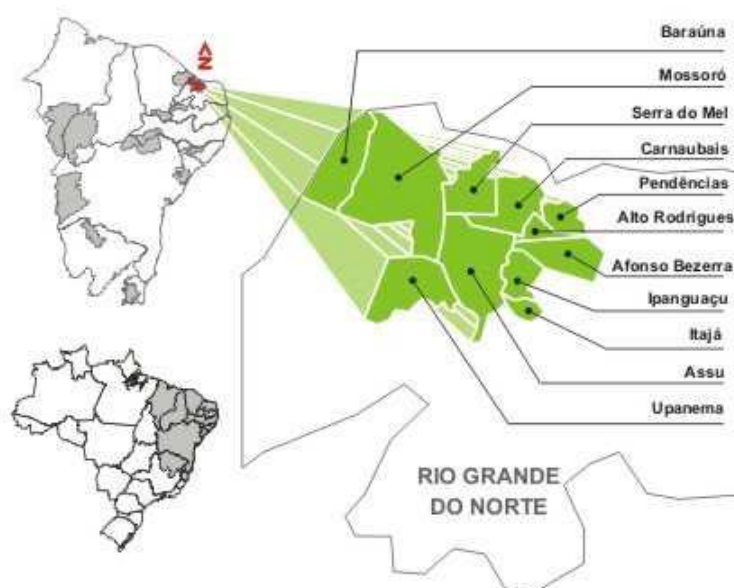 Baraúna
Mossoró
Serra do Mel
Carnaubais
Pendências
Alto Rodrigues
Afonso Bezerra
Ipanguaçu
Itajá
Assu
Upanema
RIO GRANDE
DO NORTE
N